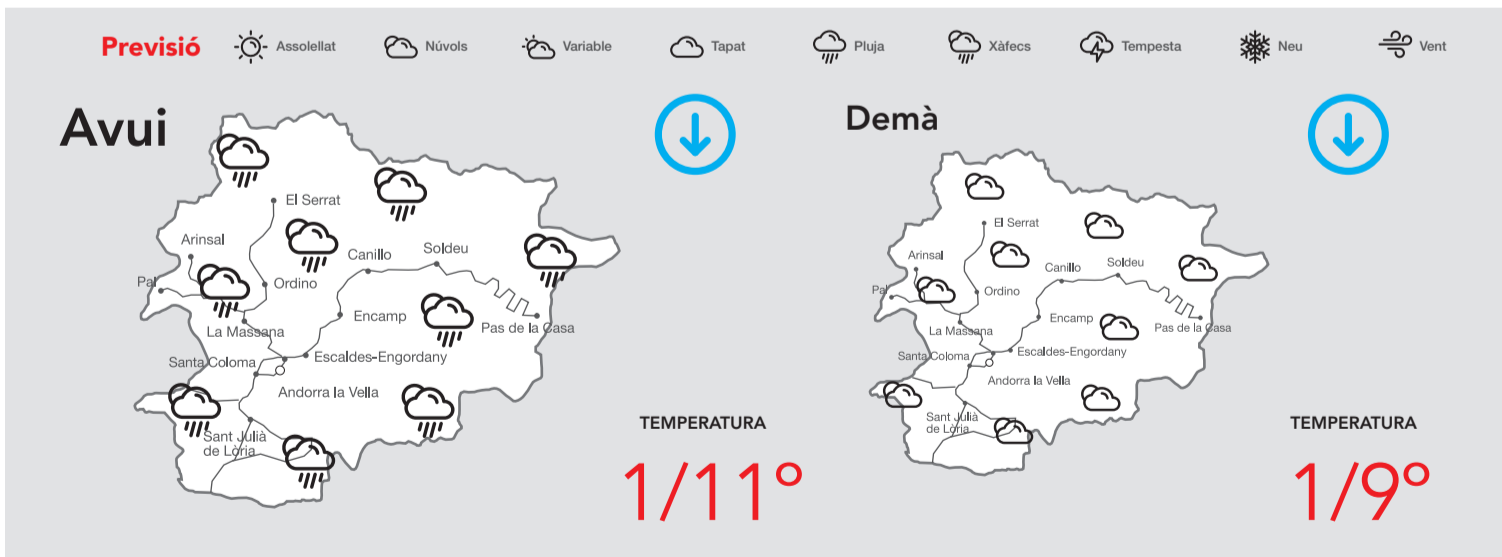 Previsió
Assolellat
Núvols
Variable
Tapat
Pluja
Xàfecs
Tempesta
Neu
Vent
Avui
El Serrat
Arinsal
Canillo
Soldeu
Pal
Ordino
La Massana
Encamp
Pas de la Casa
Santa Coloma
Escaldes-Engordany
Andorra la Vella
Sant Julià
de Lòria
TEMPERATURA
1/11°
Demà
El Serrat
Arinsal
Canillo
Soldeu
Pal
Ordino
La Massana
Encamp
Pas de la Casa
Santa Coloma
Escaldes-Engordany
Andorra la Vella
Sant Julià
de Lòria
TEMPERATURA
1/9°